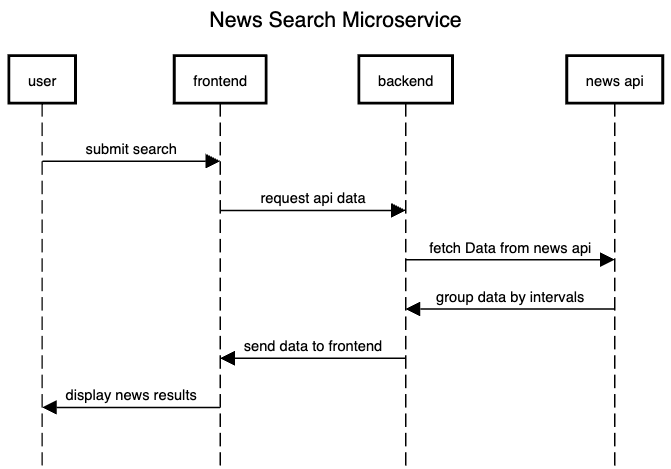 News Search Microservice
user
frontend
backend
news api
submit search
request api data
fetch Data from news api
group data by intervals
send data to frontend
display news results